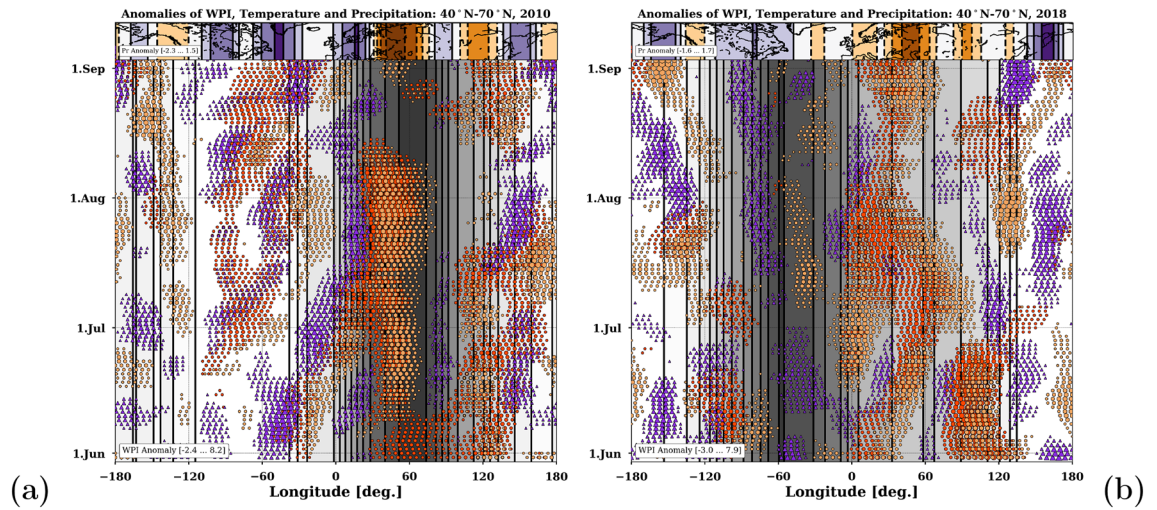 Anomalies of WPI, Temperature and Precipitation: 40°N-70°N, 2010
Pr Anomaly [-2.3 ... 1.5]
1.Sep
1.Aug
1.Jul
1.Jun
WPI Anomaly [-2.4 ... 8.2]
−180 −120 −60 0 60 120 180
Longitude [deg.]
(a)
Anomalies of WPI, Temperature and Precipitation: 40°N-70°N, 2018
Pr Anomaly [-1.6 ... 1.7]
1.Sep
1.Aug
1.Jul
1.Jun
WPI Anomaly [-3.0 ... 7.9]
−180 −120 −60 0 60 120 180
Longitude [deg.]
(b)